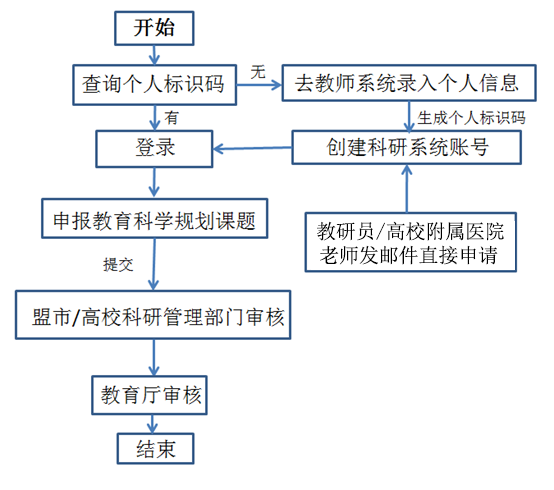 开始
查询个人标识码
无
去教师系统录入个人信息
有
生成个人标识码
登录
创建科研系统账号
申报教育科学规划课题
教研员/高校附属医院
老师发邮件直接申请
提交
盟市/高校科研管理部门审核
教育厅审核
结束